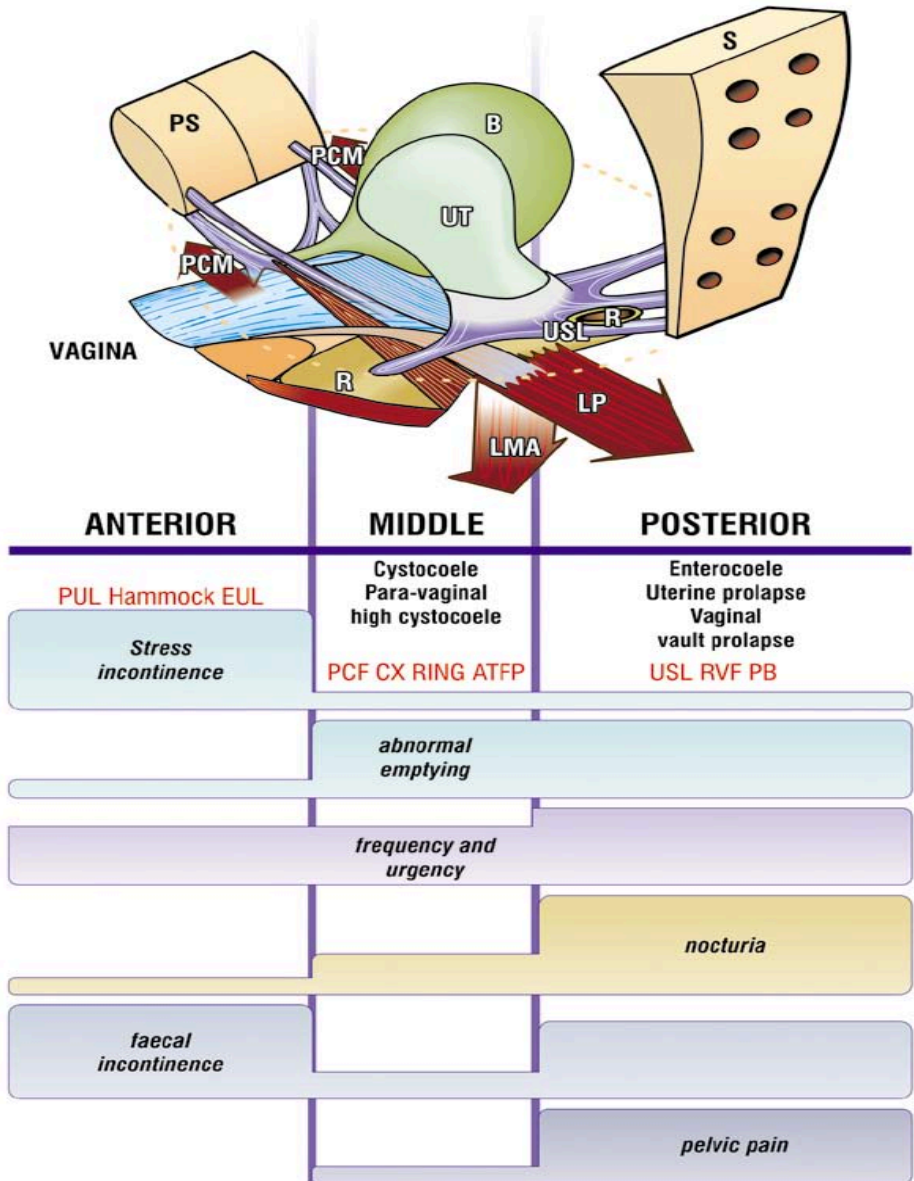 S
PS
B
PCM
UT
PCM
R
USL
VAGINA
R
LP
LMA
ANTERIOR
MIDDLE
POSTERIOR
PUL Hammock EUL
Cystocoele
Para-vaginal
high cystocoele
PCF CX RING ATFP
Enterocoele
Uterine prolapse
Vaginal
vault prolapse
USL RVF PB
Stress
incontinence
abnormal
emptying
frequency and
urgency
nocturia
faecal
incontinence
pelvic pain